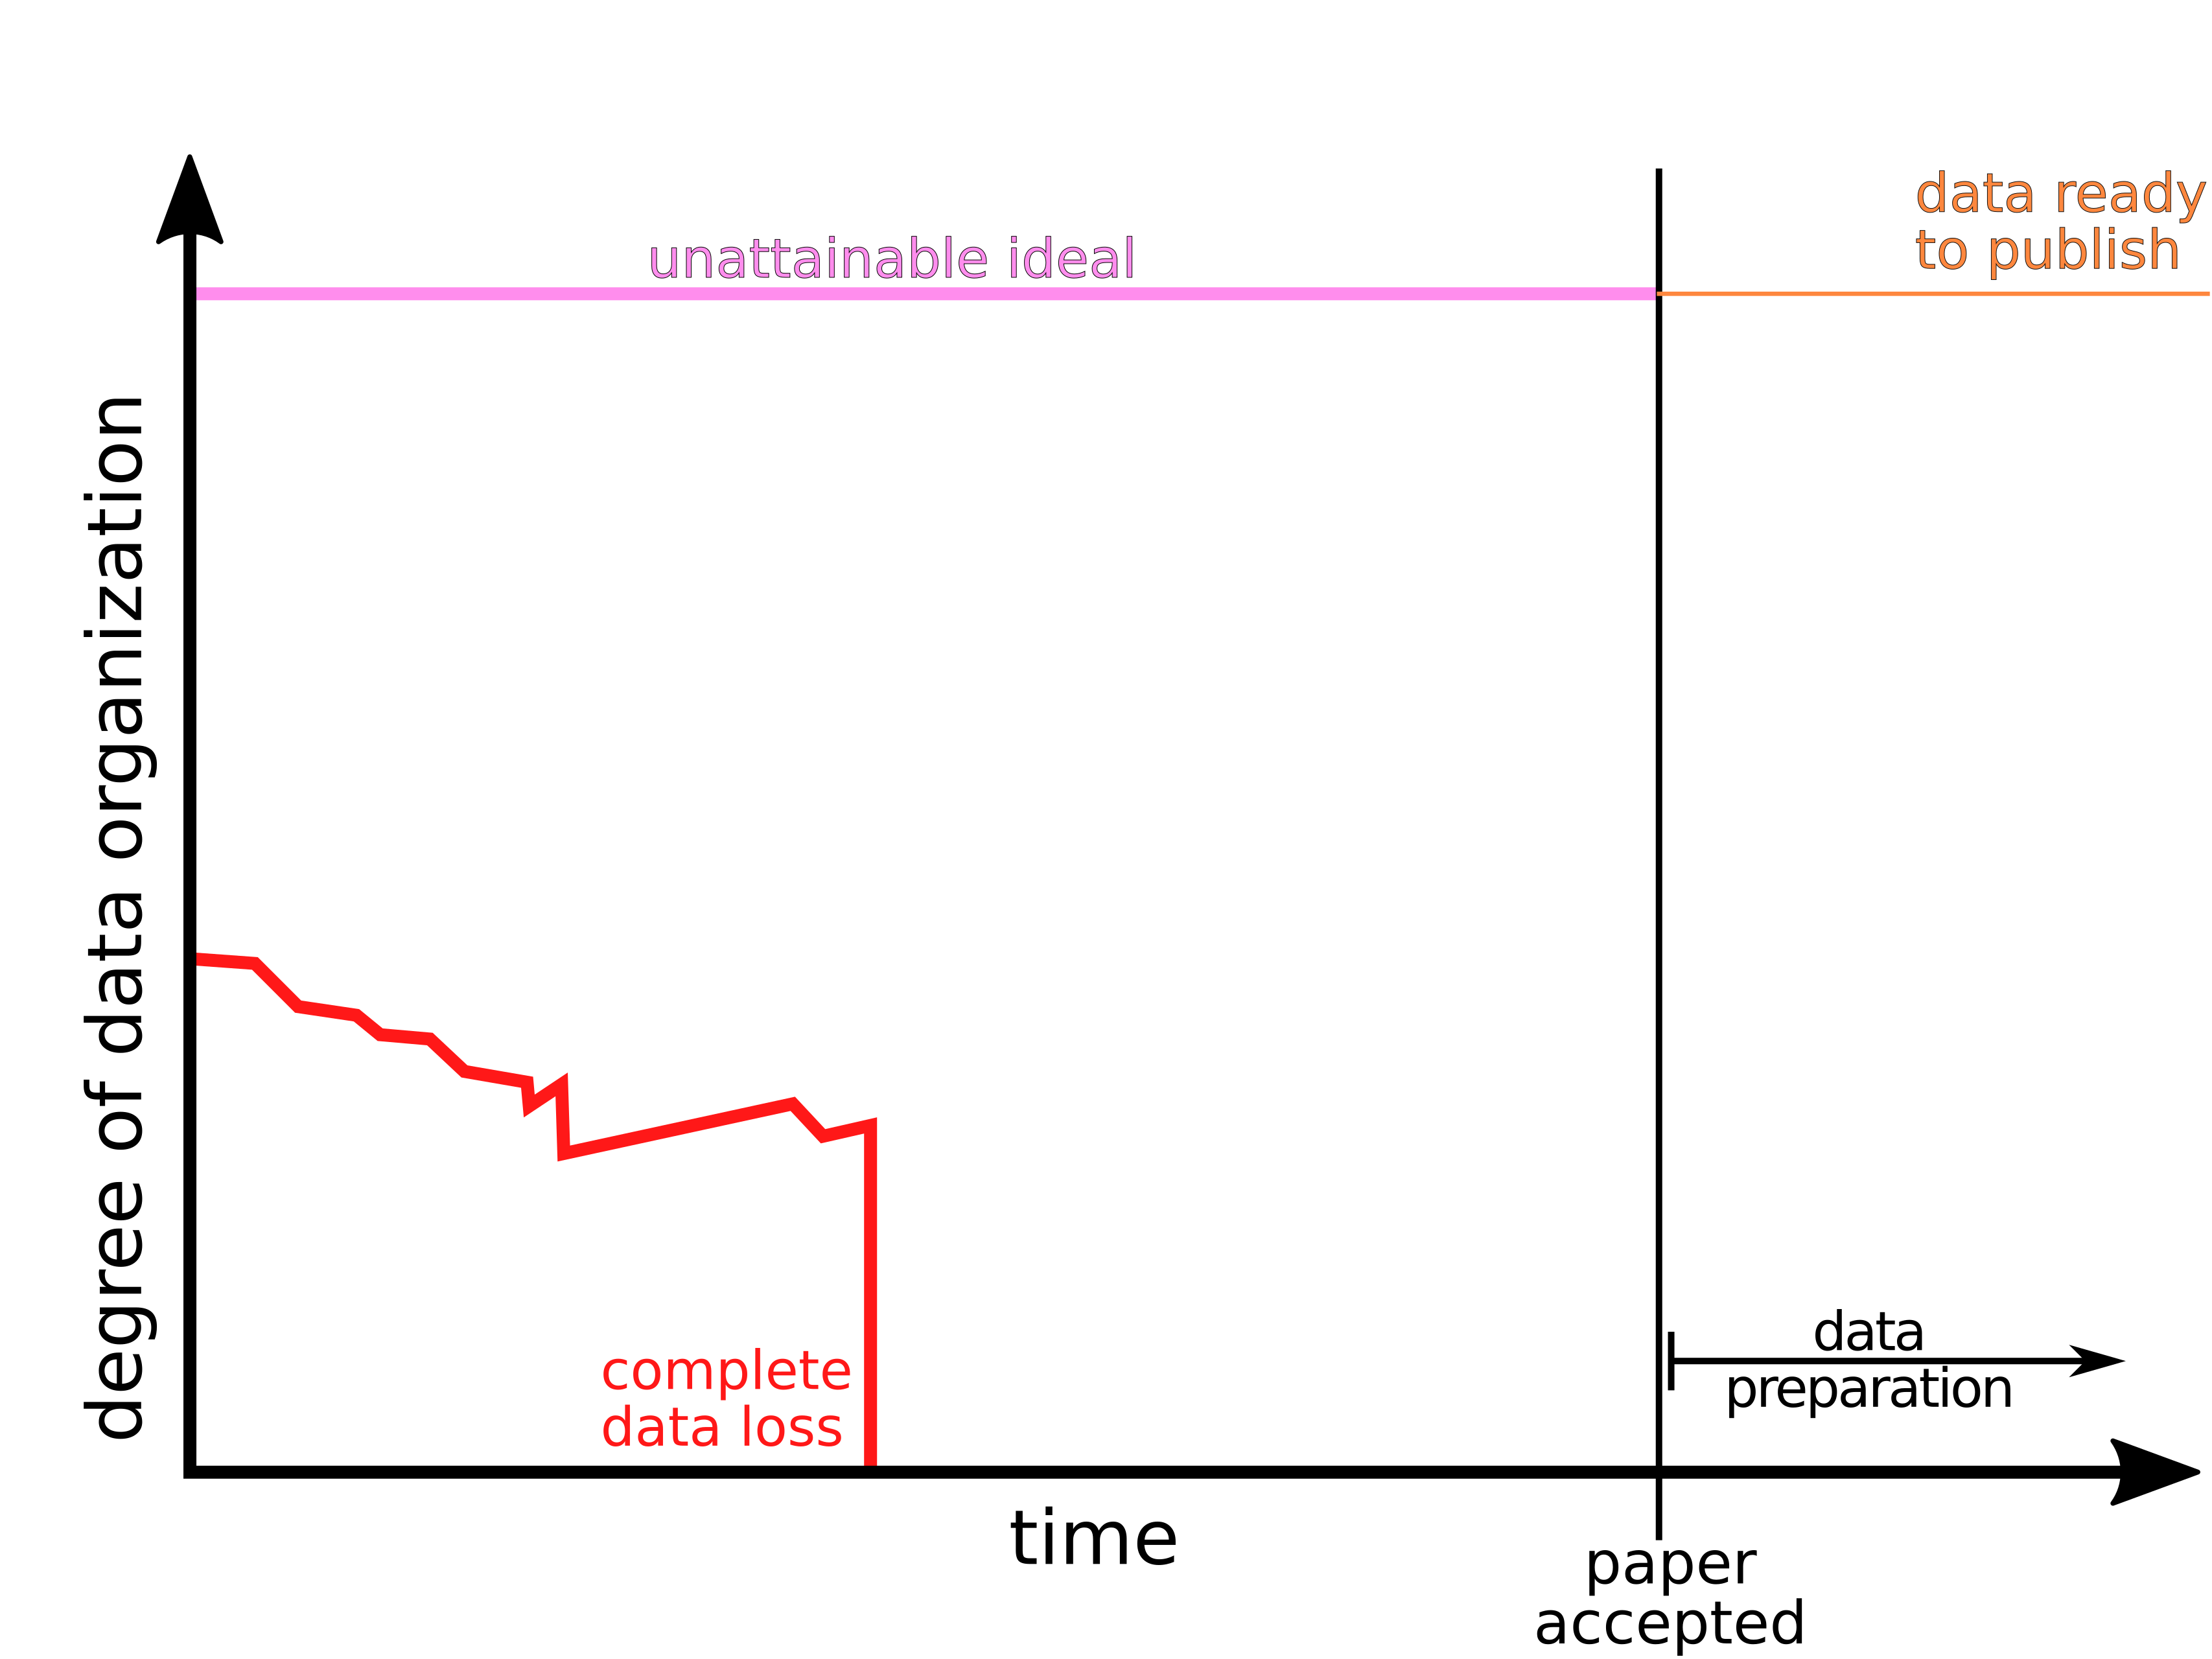 data ready
to publish
unattainable ideal
degree of data organization
complete
data loss
data
preparation
time
paper
accepted